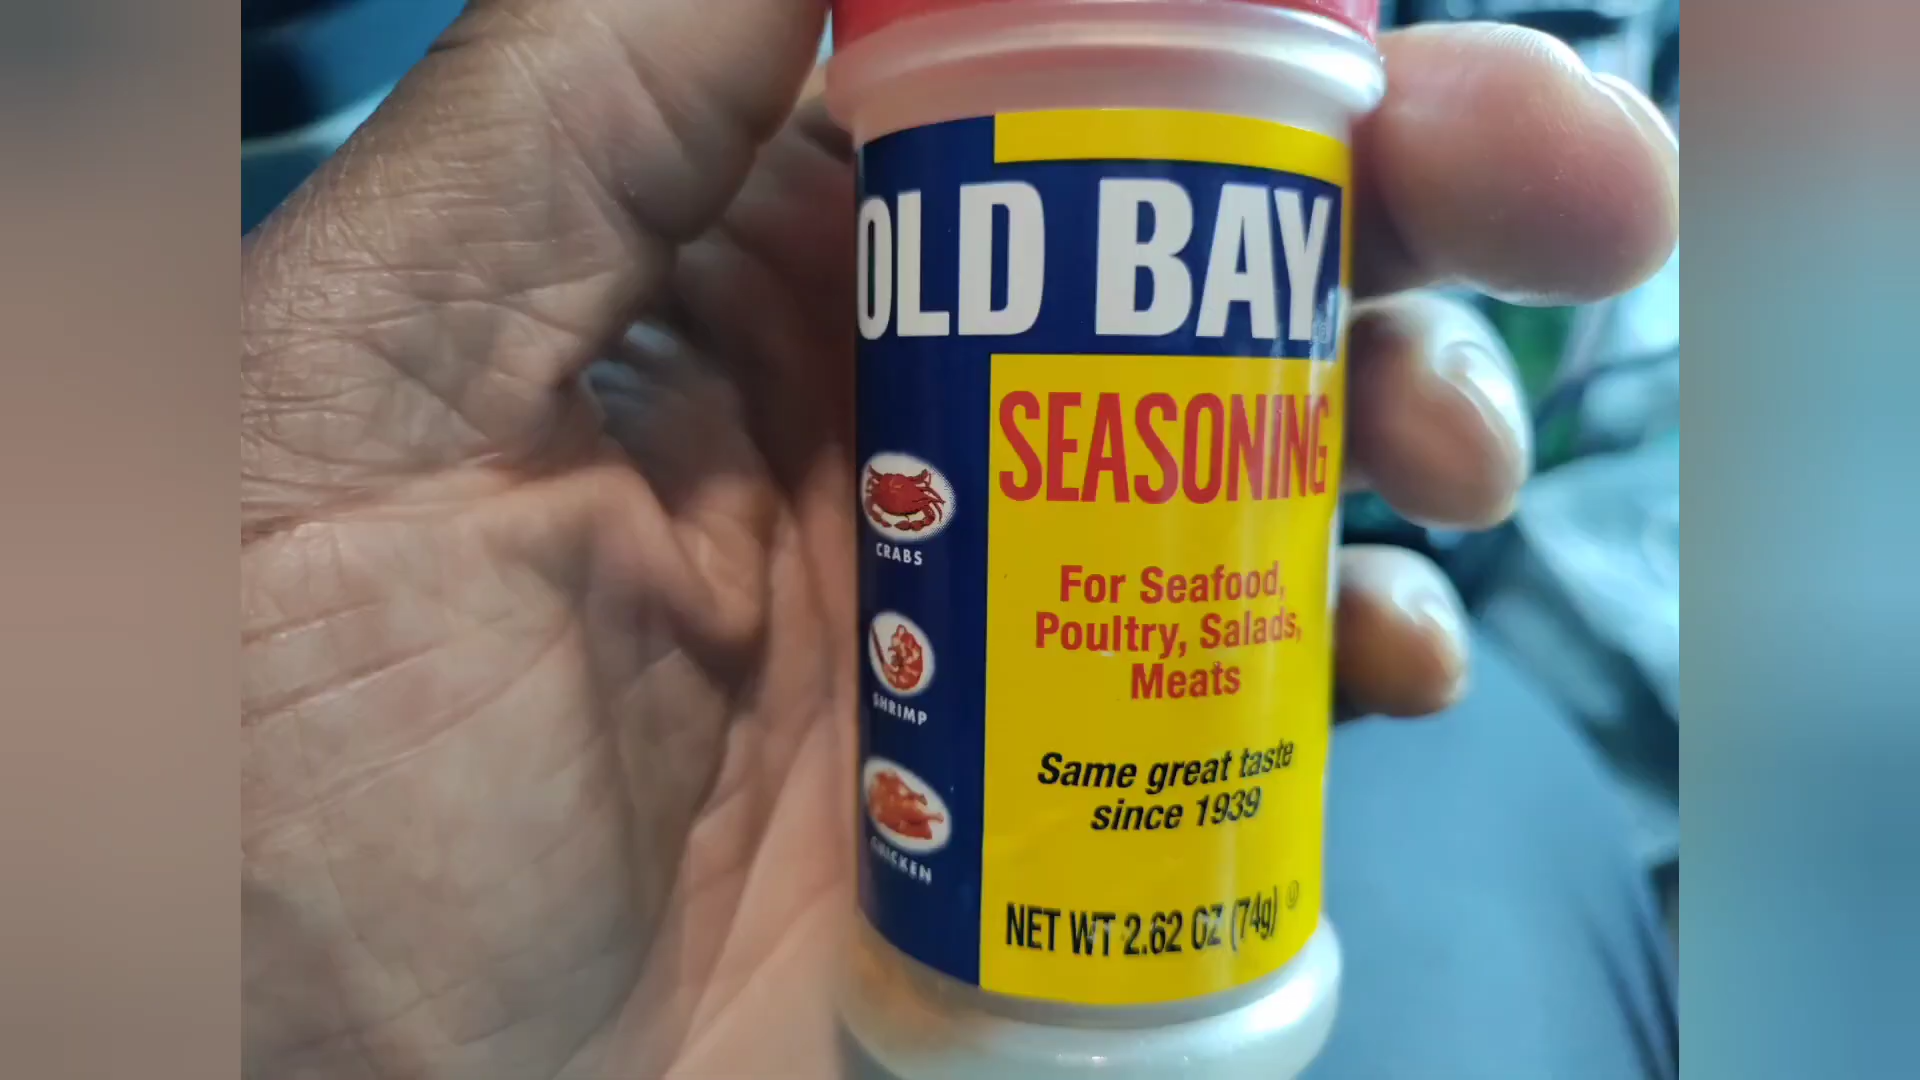 OLD BAY
SEASONING
For Seafood,
Poultry, Salads,
Meats
Same great taste
since 1939
NET WT 2.62 OZ (74g)
CRABS
SHRIMP
CHICKEN